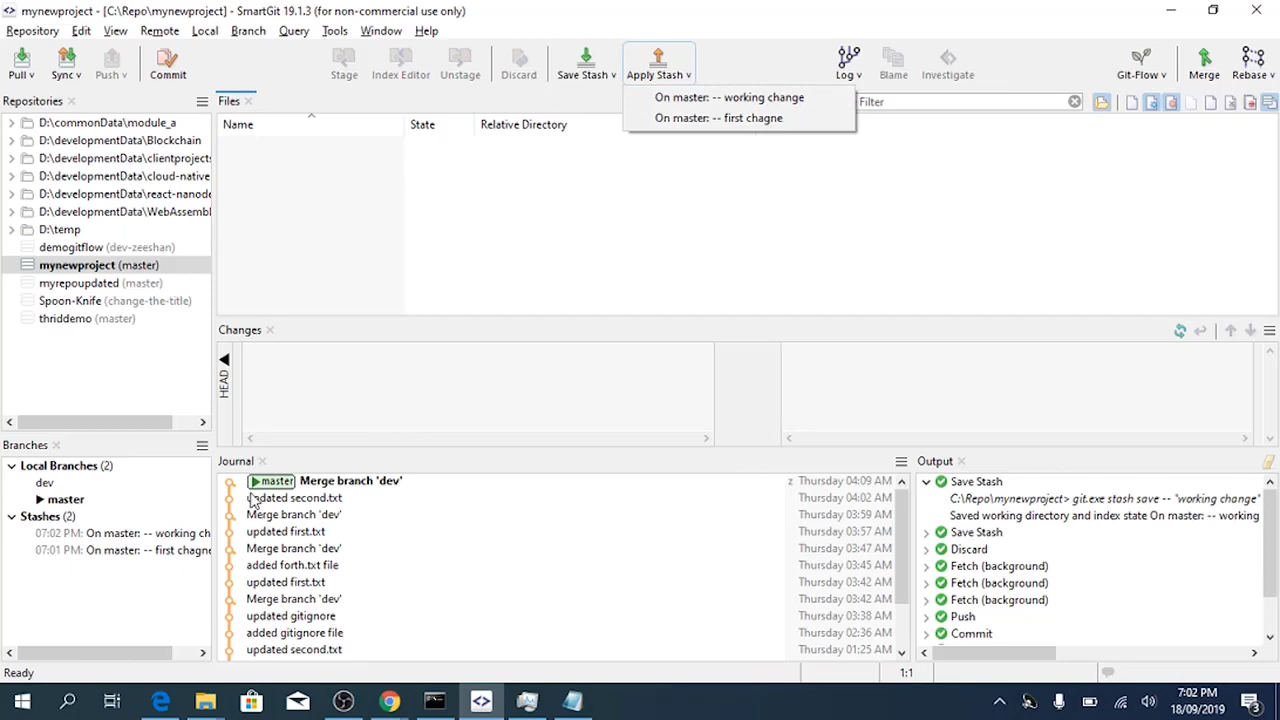 mynewproject - [C:\Repo\mynewproject] - SmartGit 19.1.3 (for non-commercial use only)
Repository Edit View Remote Local Branch Query Tools Window Help
Pull Sync Push Commit Stage Index Editor Unstage Discard Save Stash Apply Stash Log Blame Investigate Git-Flow Merge Rebase
On master: -- working change
On master: -- first chagne
Repositories
Files
Filter
Name State Relative Directory
D:\commonData\module_a
D:\developmentData\Blockchain
D:\developmentData\clientprojects
D:\developmentData\cloud-native
D:\developmentData\react-nanode
D:\developmentData\WebAssembl
D:\temp
demogitflow (dev-zeeshan)
mynewproject (master)
myrepoupdated (master)
Spoon-Knife (change-the-title)
thriddemo (master)
Changes
HEAD
Branches
Local Branches (2)
dev
master
Stashes (2)
07:02 PM: On master: -- working ch
07:01 PM: On master: -- first chagne
Journal
master Merge branch 'dev' z Thursday 04:09 AM
updated second.txt Thursday 04:02 AM
Merge branch 'dev' Thursday 03:59 AM
updated first.txt Thursday 03:57 AM
Merge branch 'dev' Thursday 03:47 AM
added forth.txt file Thursday 03:45 AM
updated first.txt Thursday 03:42 AM
Merge branch 'dev' Thursday 03:42 AM
updated gitignore Thursday 03:38 AM
added gitignore file Thursday 02:36 AM
updated second.txt Thursday 01:25 AM
Output
Save Stash
C:\Repo\mynewproject> git.exe stash save -- "working change"
Saved working directory and index state On master: -- working
Save Stash
Discard
Fetch (background)
Fetch (background)
Fetch (background)
Push
Commit
Ready
1:1
7:02 PM
18/09/2019
3